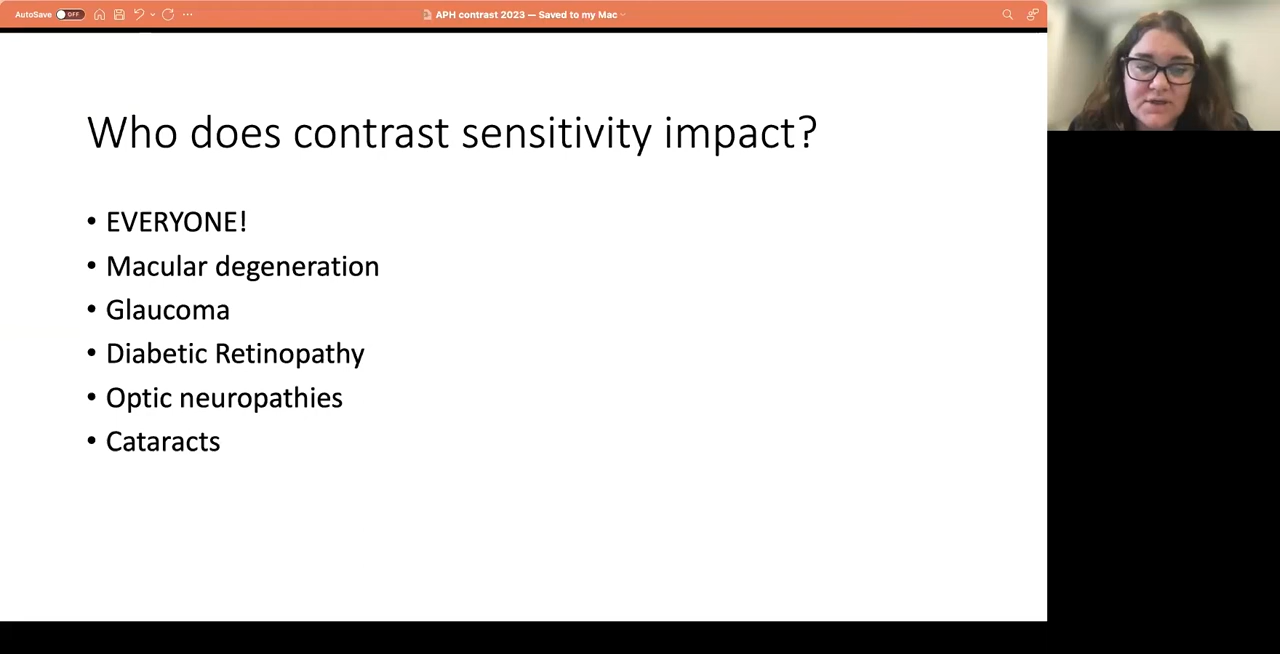 AutoSave OFF
APH contrast 2023 — Saved to my Mac
Who does contrast sensitivity impact?
• EVERYONE!
• Macular degeneration
• Glaucoma
• Diabetic Retinopathy
• Optic neuropathies
• Cataracts